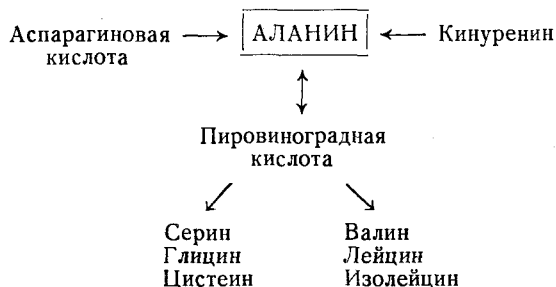 Аспарагиновая кислота
АЛАНИН
Кинуренин
Пировиноградная
кислота
Серин
Глицин
Цистеин
Валин
Лейцин
Изолейцин